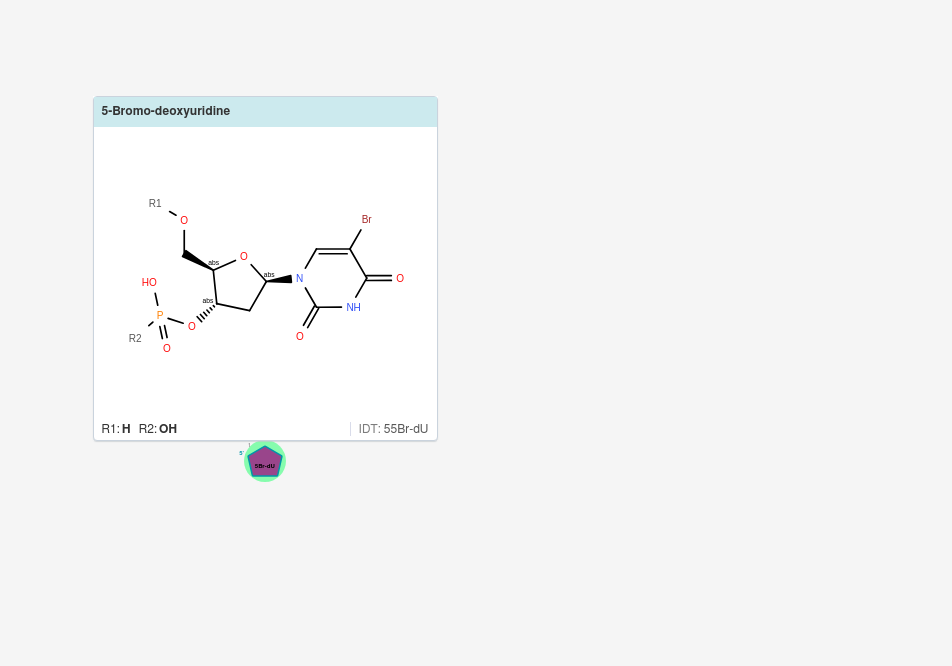 5-Bromo-deoxyuridine
R1
O
Br
abs
O
abs
N
O
HO
abs
NH
P
O
R2
O
O
R1: H R2: OH IDT: 55Br-dU
5'
5Br-dU